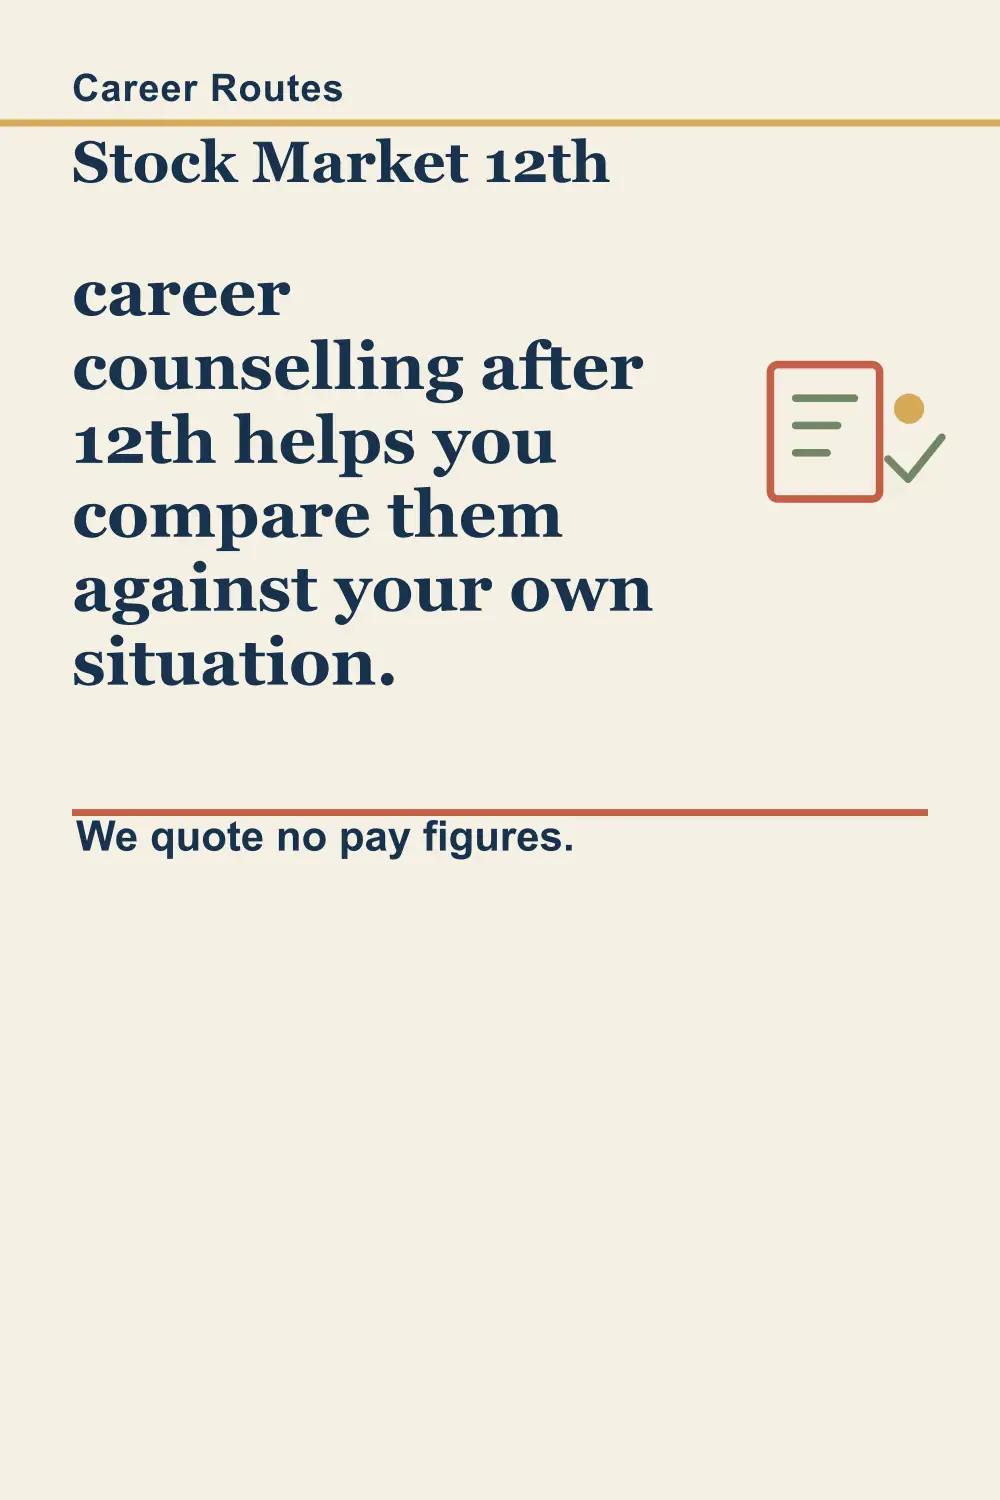 Career Routes
Stock Market 12th
career
counselling after
12th helps you
compare them
against your own
situation.
We quote no pay figures.